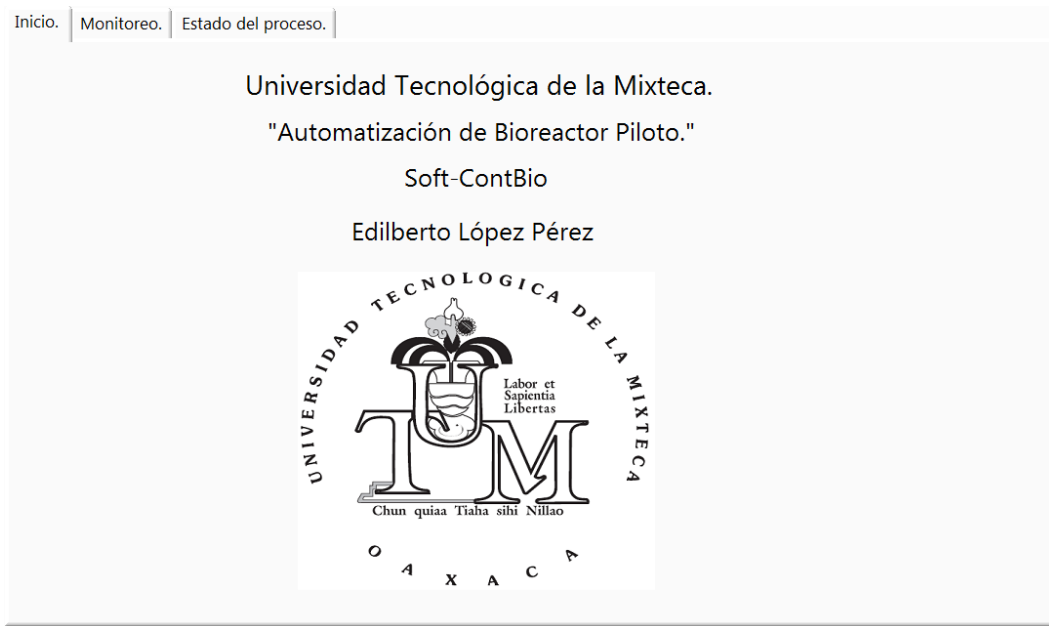 Inicio.
Monitoreo.
Estado del proceso.
Universidad Tecnológica de la Mixteca.
"Automatización de Bioreactor Piloto."
Soft-ContBio
Edilberto López Pérez
UNIVERSIDAD TECNOLOGICA DE LA MIXTECA
Labor et
Sapientia
Libertas
UTM
Chun quiaa Tiaha sihi Nillao
OAXACA